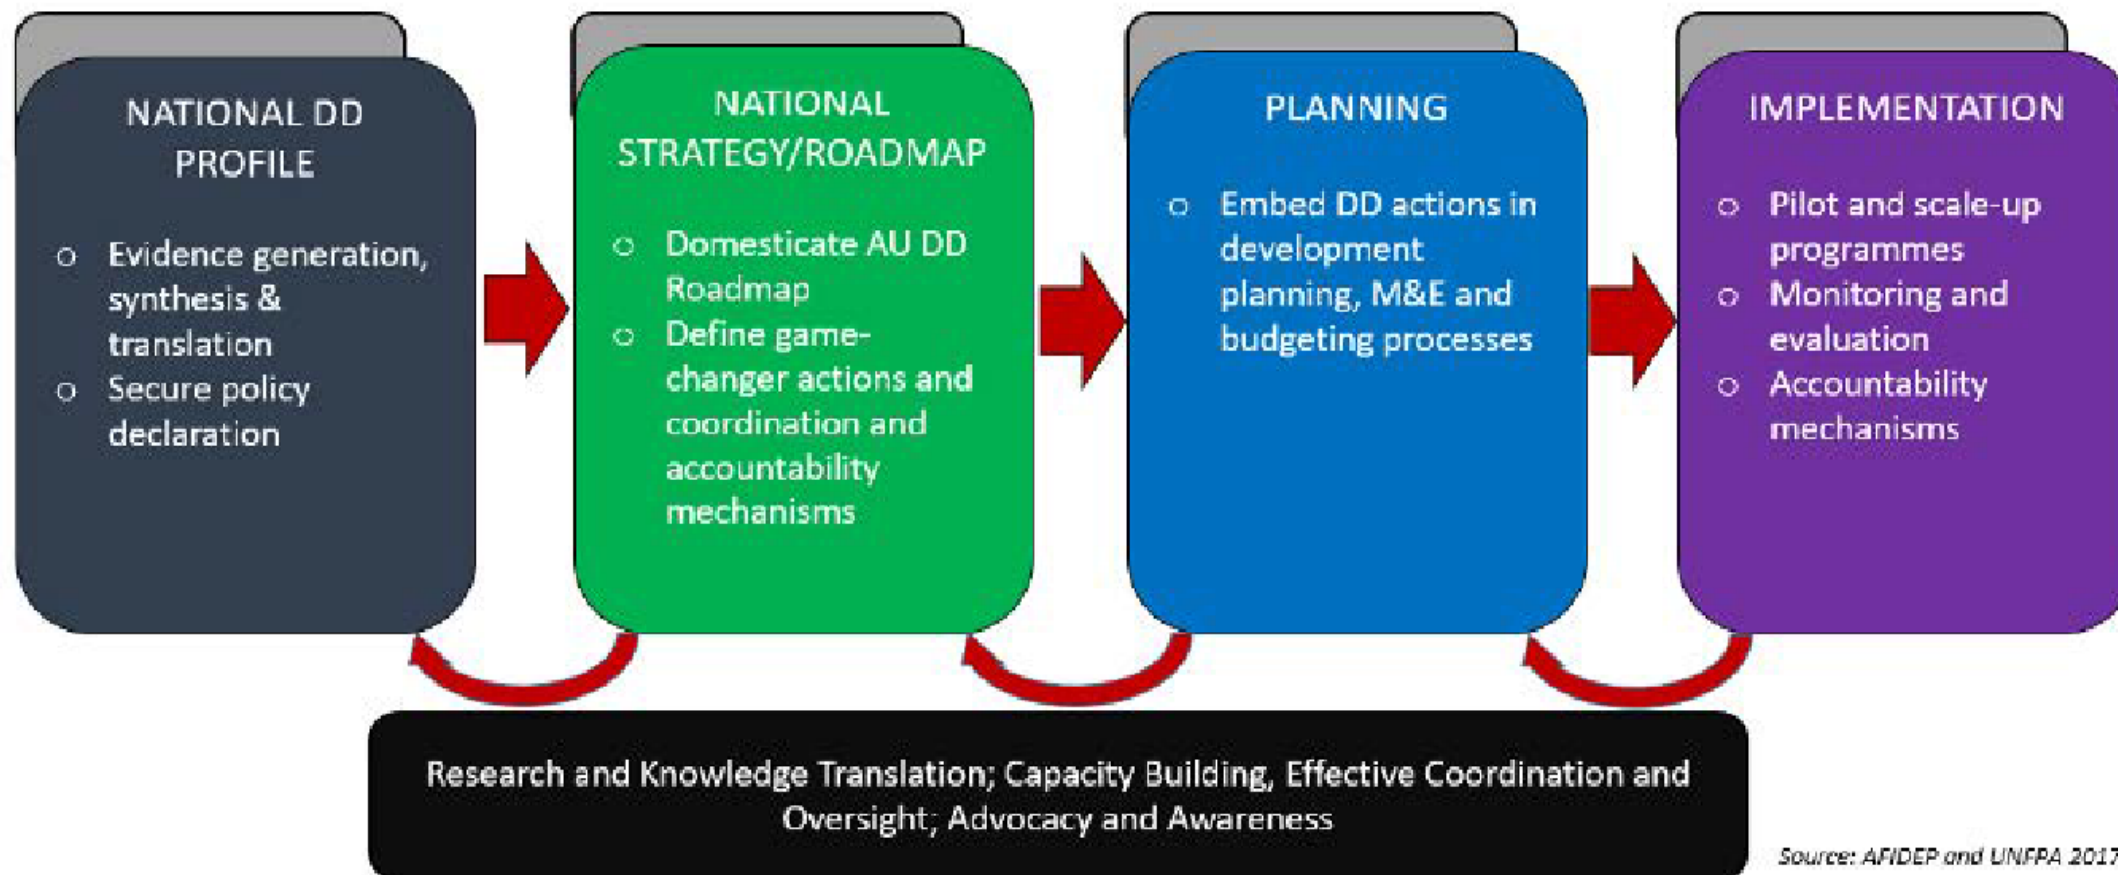 NATIONAL DD
PROFILE
o Evidence generation,
synthesis &
translation
o Secure policy
declaration
NATIONAL
STRATEGY/ROADMAP
o Domesticate AU DD
Roadmap
o Define game-
changer actions and
coordination and
accountability
mechanisms
PLANNING
o Embed DD actions in
development
planning, M&E and
budgeting processes
IMPLEMENTATION
o Pilot and scale-up
programmes
o Monitoring and
evaluation
o Accountability
mechanisms
Research and Knowledge Translation; Capacity Building, Effective Coordination and
Oversight; Advocacy and Awareness
Source: AFIDEP and UNFPA 2017